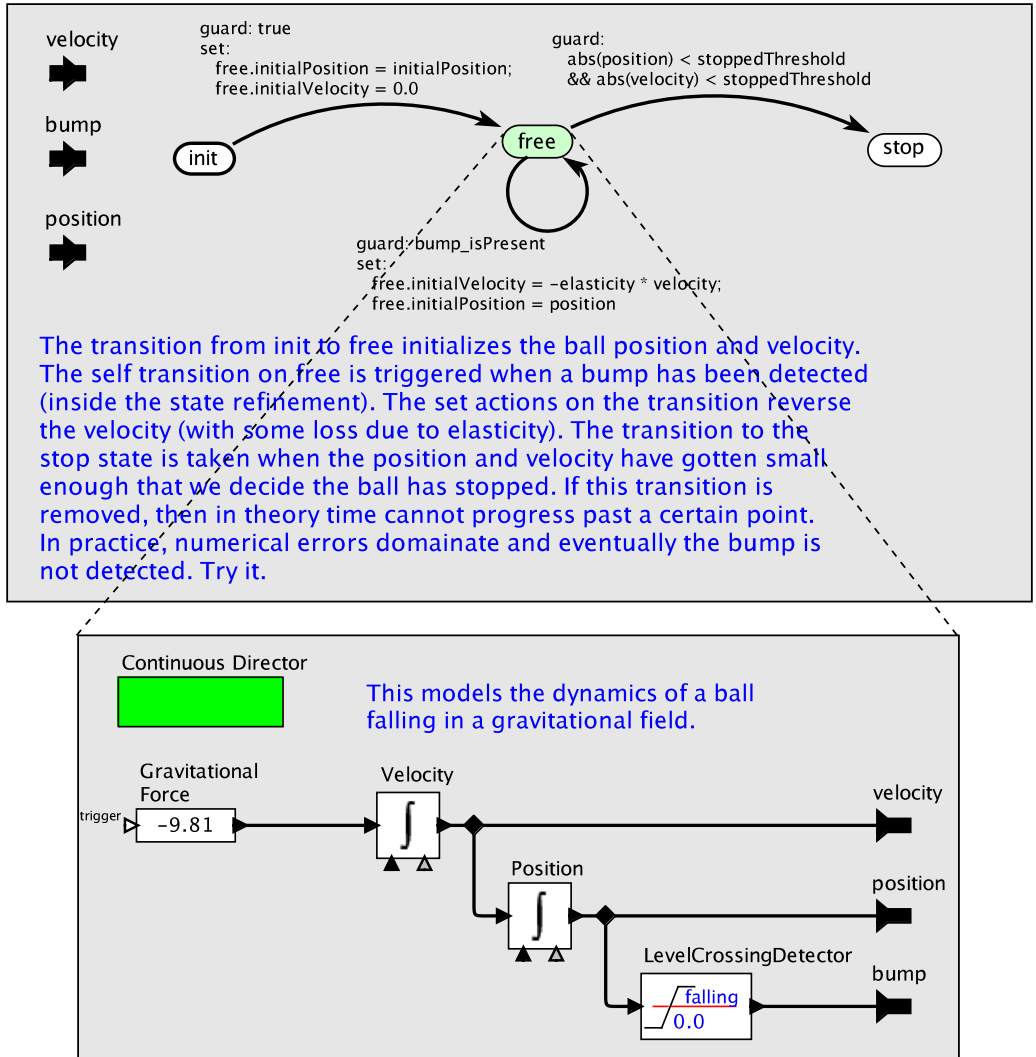 velocity
bump
position
guard: true
set:
free.initialPosition = initialPosition;
free.initialVelocity = 0.0
guard:
abs(position) < stoppedThreshold
&& abs(velocity) < stoppedThreshold
init
free
stop
guard: bump_isPresent
set:
free.initialVelocity = -elasticity * velocity;
free.initialPosition = position
The transition from init to free initializes the ball position and velocity.
The self transition on free is triggered when a bump has been detected
(inside the state refinement). The set actions on the transition reverse
the velocity (with some loss due to elasticity). The transition to the
stop state is taken when the position and velocity have gotten small
enough that we decide the ball has stopped. If this transition is
removed, then in theory time cannot progress past a certain point.
In practice, numerical errors domainate and eventually the bump is
not detected. Try it.
Continuous Director
This models the dynamics of a ball
falling in a gravitational field.
Gravitational
Force
trigger
-9.81
Velocity
∫
velocity
Position
∫
position
LevelCrossingDetector
falling
0.0
bump